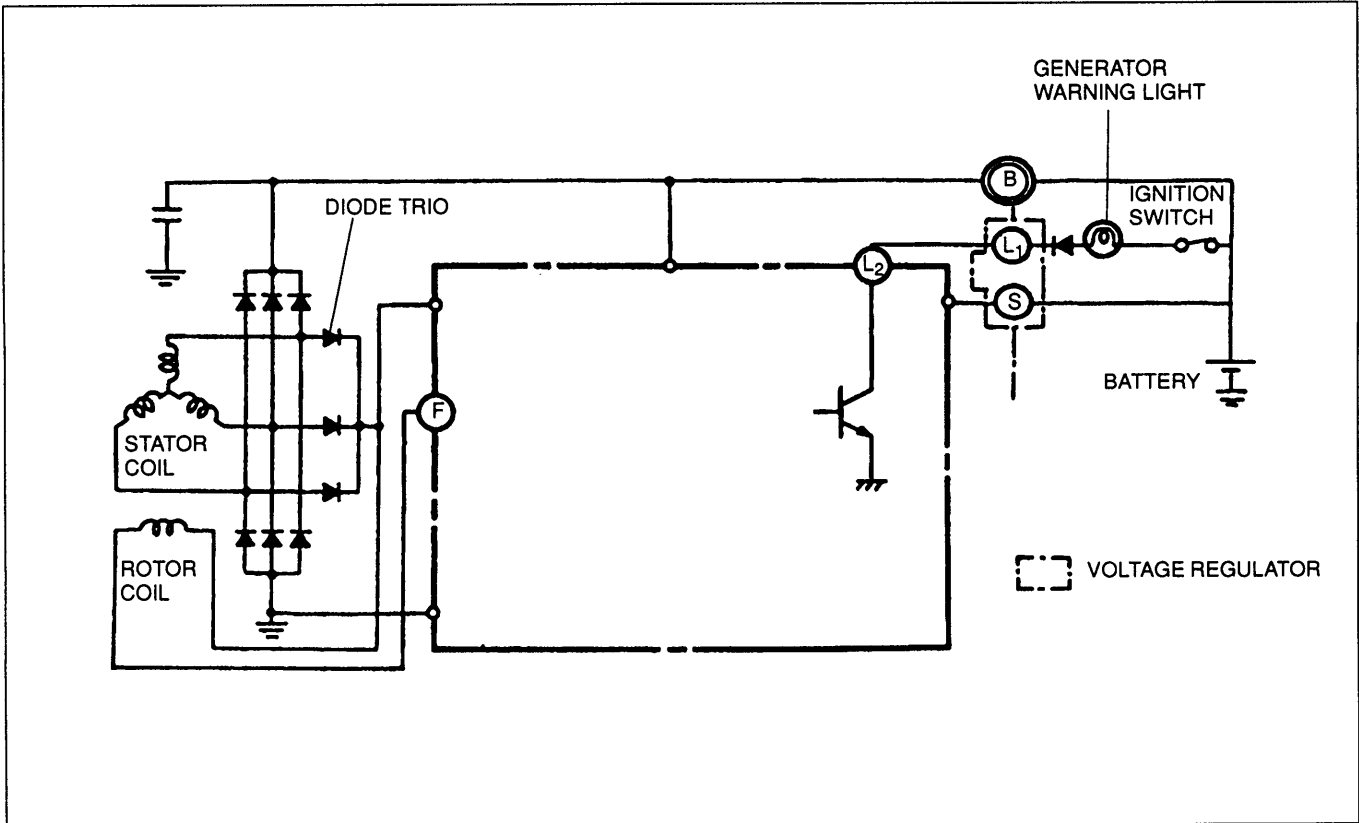 GENERATOR
WARNING LIGHT
B
IGNITION
SWITCH
DIODE TRIO
L1
L2
S
BATTERY
F
STATOR
COIL
ROTOR
COIL
VOLTAGE REGULATOR